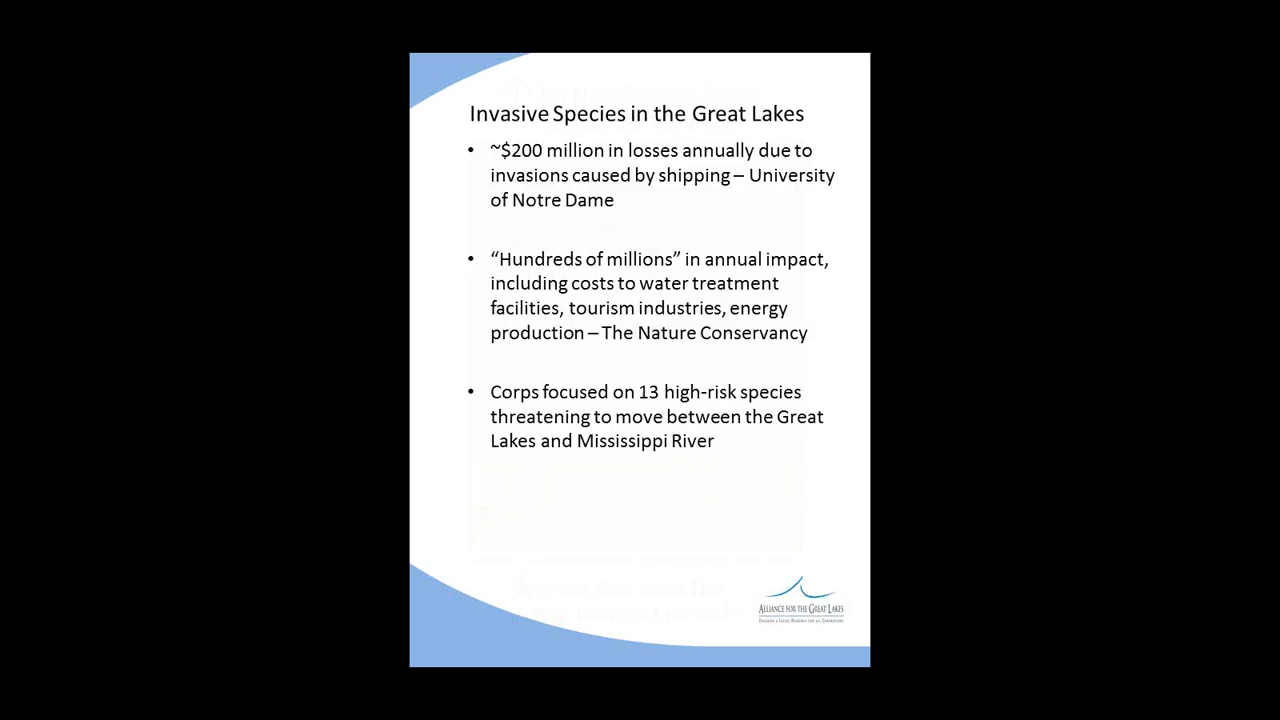 Invasive Species in the Great Lakes
• ~$200 million in losses annually due to
invasions caused by shipping – University
of Notre Dame
• “Hundreds of millions” in annual impact,
including costs to water treatment
facilities, tourism industries, energy
production – The Nature Conservancy
• Corps focused on 13 high-risk species
threatening to move between the Great
Lakes and Mississippi River
ALLIANCE FOR THE GREAT LAKES